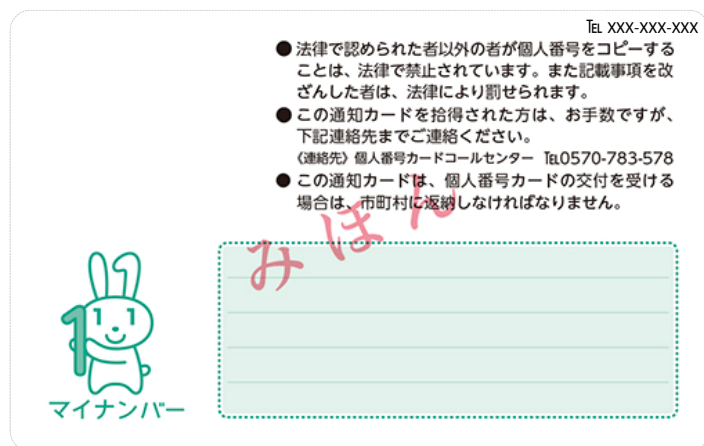 ℡ XXX-XXX-XXX
● 法律で認められた者以外の者が個人番号をコピーする
ことは、法律で禁止されています。また記載事項を改
ざんした者は、法律により罰せられます。
● この通知カードを拾得された方は、お手数ですが、
下記連絡先までご連絡ください。
《連絡先》個人番号カードコールセンター ℡0570-783-578
● この通知カードは、個人番号カードの交付を受ける
場合は、市町村に返納しなければなりません。
みほん
1
マイナンバー